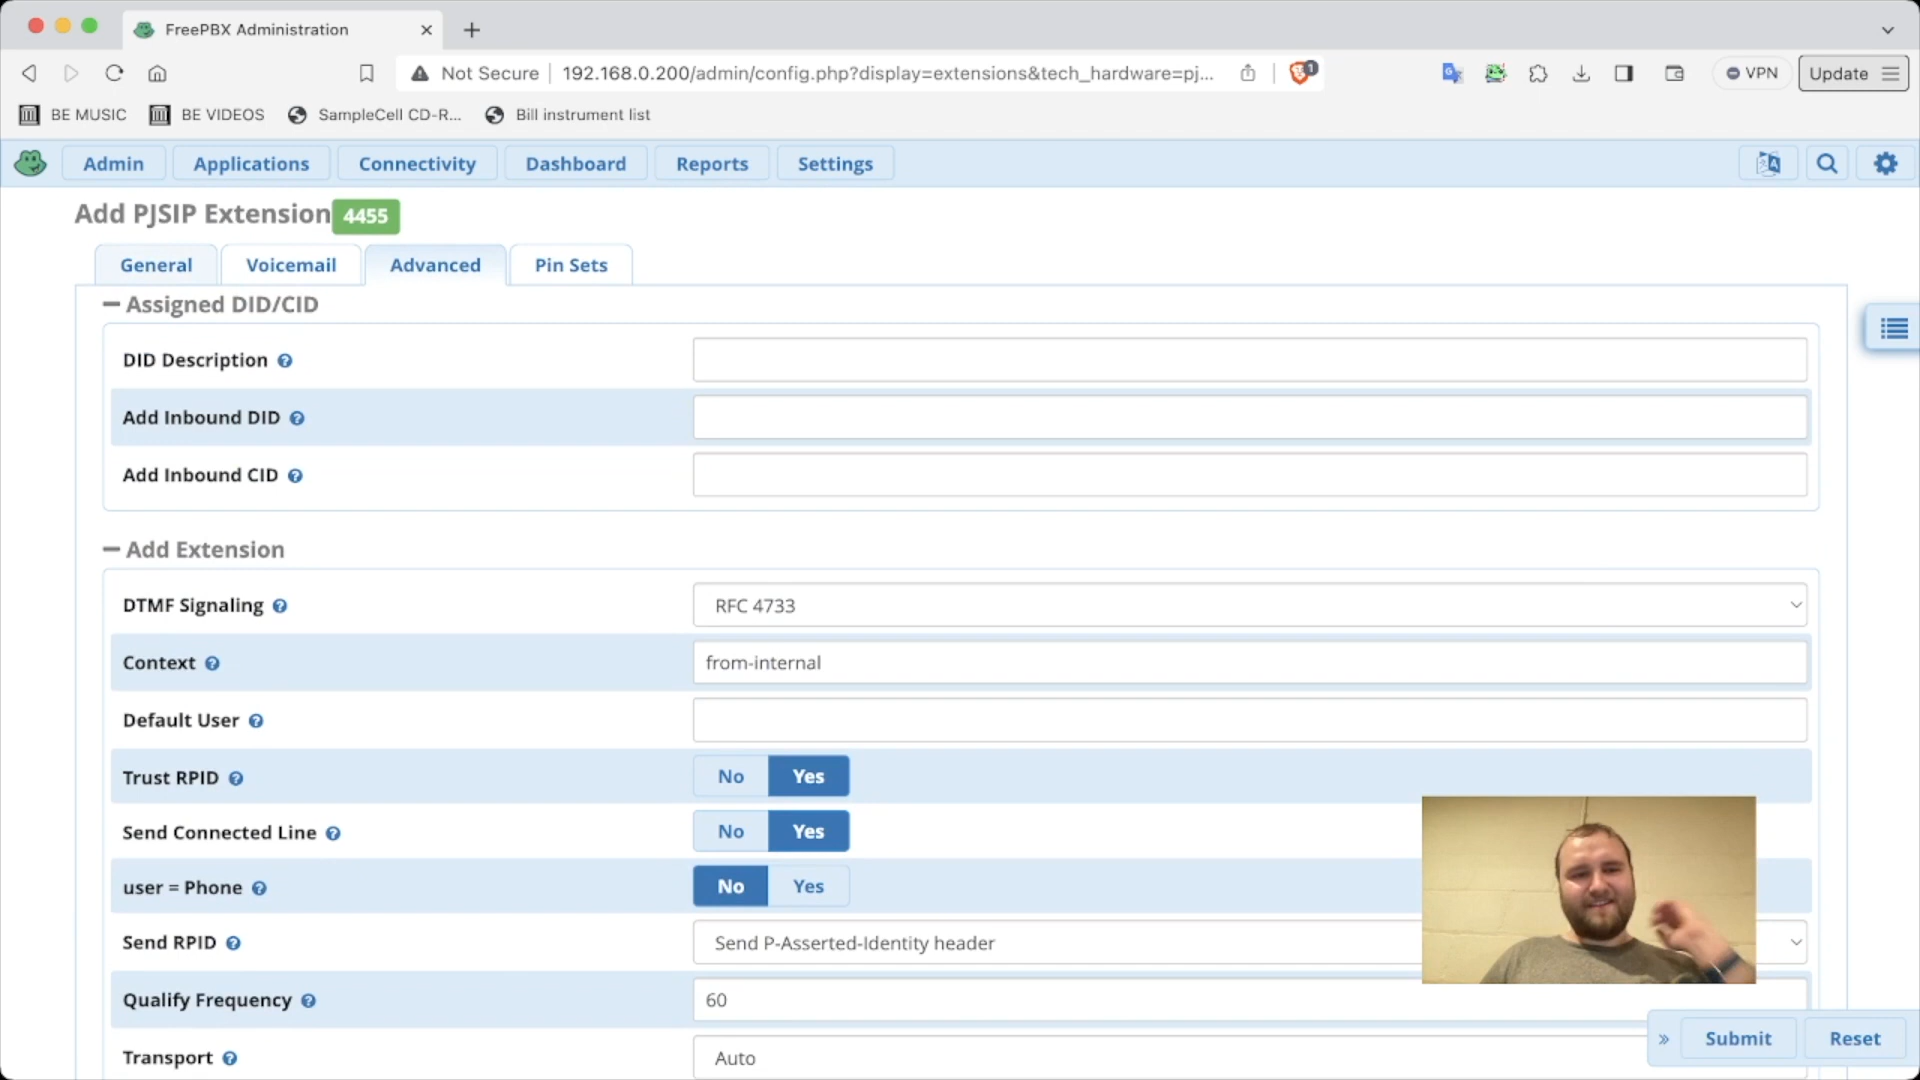 FreePBX Administration
Not Secure
192.168.0.200/admin/config.php?display=extensions&tech_hardware=pj...
1
VPN
Update
BE MUSIC
BE VIDEOS
SampleCell CD-R...
Bill instrument list
Admin
Applications
Connectivity
Dashboard
Reports
Settings
Add PJSIP Extension 4455
General
Voicemail
Advanced
Pin Sets
Assigned DID/CID
DID Description
Add Inbound DID
Add Inbound CID
Add Extension
DTMF Signaling
RFC 4733
Context
from-internal
Default User
Trust RPID
No
Yes
Send Connected Line
No
Yes
user = Phone
No
Yes
Send RPID
Send P-Asserted-Identity header
Qualify Frequency
60
Transport
Auto
» Submit
Reset